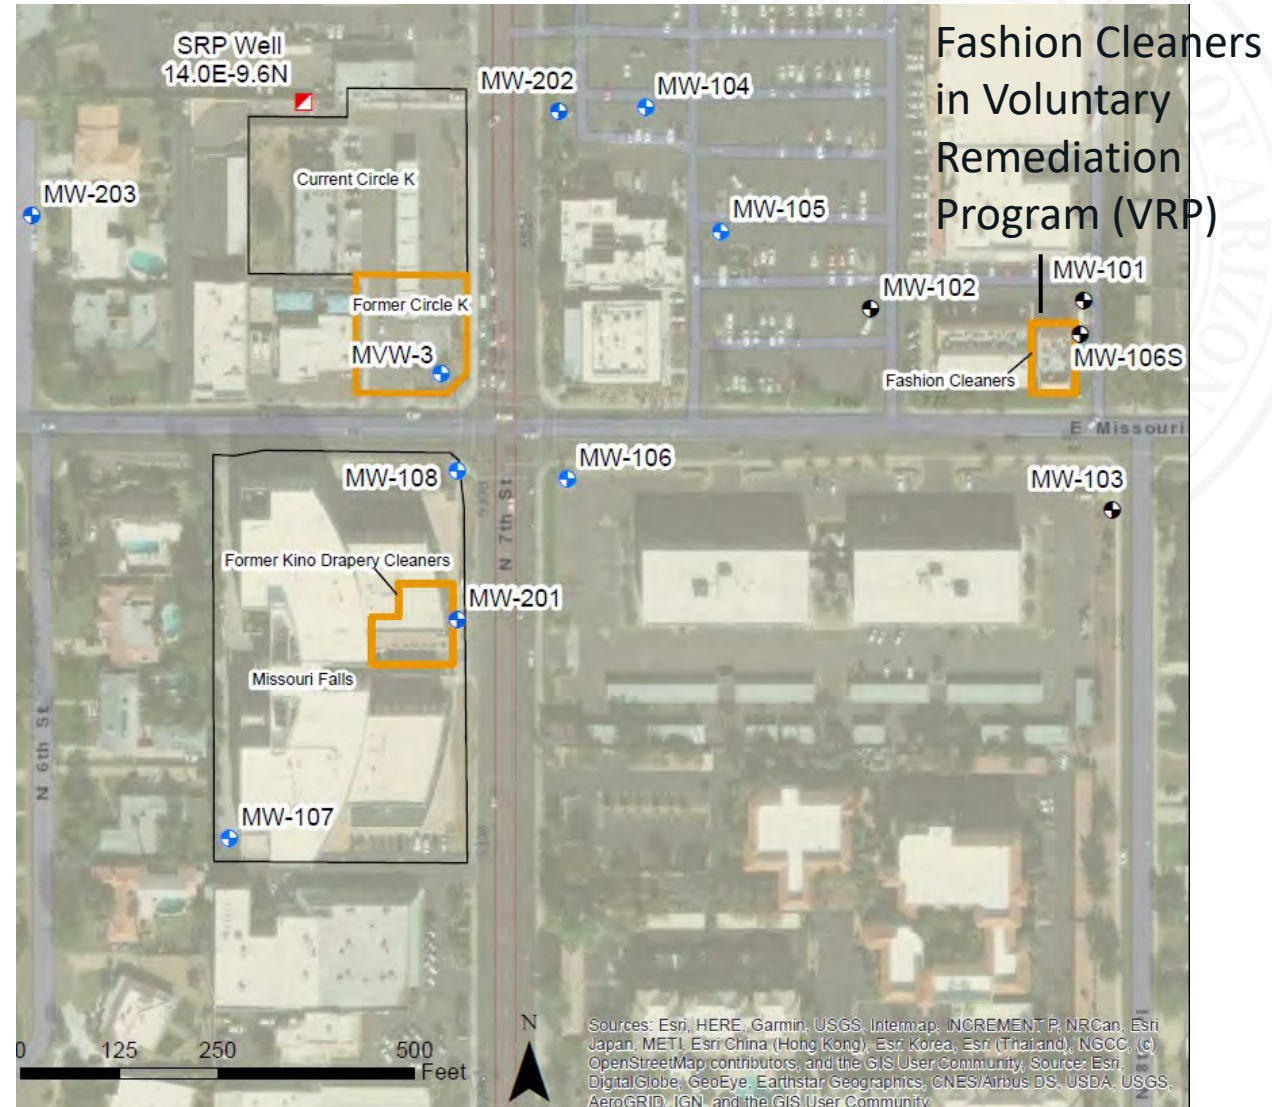 Fashion Cleaners
in Voluntary
Remediation
Program (VRP)
SRP Well
14.0E-9.6N
MW-202
MW-104
MW-203
Current Circle K
MW-105
MW-101
MW-102
Former Circle K
MVW-3
MW-106S
Fashion Cleaners
E Missouri
MW-108
MW-106
MW-103
N 7th St
Former Kino Drapery Cleaners
MW-201
Missouri Falls
N 6th St
MW-107
0 125 250 500
Feet
N
Sources: Esri, HERE, Garmin, USGS, Intermap, INCREMENT P, NRCan, Esri
Japan, METI, Esri China (Hong Kong), Esri Korea, Esri (Thailand), NGCC, (c)
OpenStreetMap contributors, and the GIS User Community, Source: Esri,
DigitalGlobe, GeoEye, Earthstar Geographics, CNES/Airbus DS, USDA, USGS,
AeroGRID, IGN, and the GIS User Community
OF ARIZON